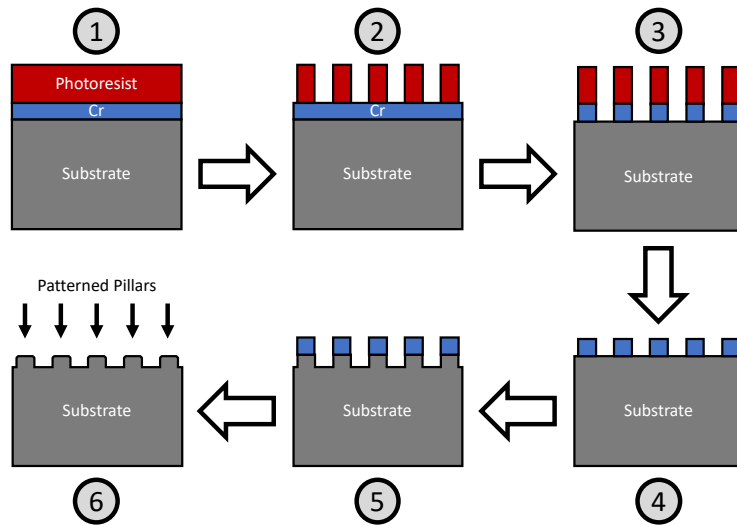 1
2
3
Photoresist
Cr
Substrate
Cr
Substrate
Substrate
Patterned Pillars
Substrate
Substrate
Substrate
6
5
4